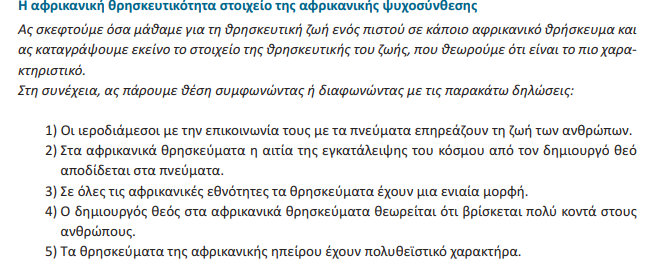 Η αφρικανική θρησκευτικότητα στοιχείο της αφρικανικής ψυχοσύνθεσης
Ας σκεφτούμε όσα μάθαμε για τη θρησκευτική ζωή ενός πιστού σε κάποιο αφρικανικό θρήσκευμα και
ας καταγράψουμε εκείνο το στοιχείο της θρησκευτικής του ζωής, που θεωρούμε ότι είναι το πιο χαρα-
κτηριστικό.
Στη συνέχεια, ας πάρουμε θέση συμφωνώντας ή διαφωνώντας με τις παρακάτω δηλώσεις:
1) Οι ιεροδιάμεσοι με την επικοινωνία τους με τα πνεύματα επηρεάζουν τη ζωή των ανθρώπων.
2) Στα αφρικανικά θρησκεύματα η αιτία της εγκατάλειψης του κόσμου από τον δημιουργό θεό
αποδίδεται στα πνεύματα.
3) Σε όλες τις αφρικανικές εθνότητες τα θρησκεύματα έχουν μια ενιαία μορφή.
4) Ο δημιουργός θεός στα αφρικανικά θρησκεύματα θεωρείται ότι βρίσκεται πολύ κοντά στους
ανθρώπους.
5) Τα θρησκεύματα της αφρικανικής ηπείρου έχουν πολυθεϊστικό χαρακτήρα.